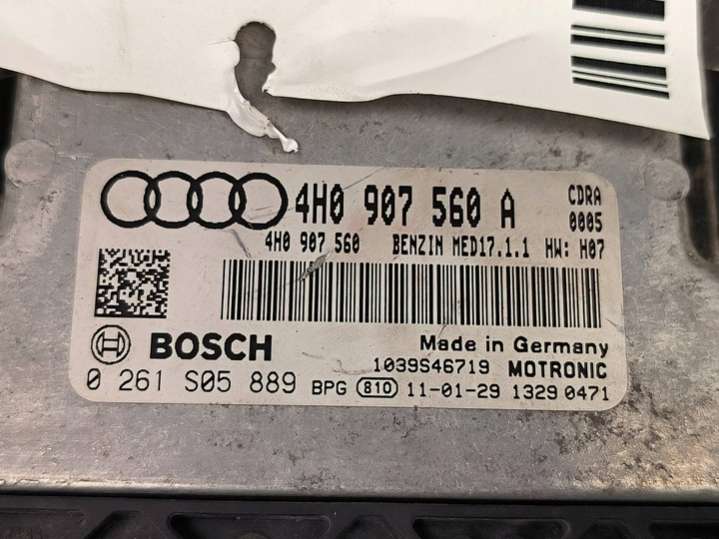 4H0 907 560 A CDRA
0005
4H0 907 560 BENZIN MED17.1.1 HW: H07
BOSCH Made in Germany
1039S46719 MOTRONIC
0 261 S05 889 BPG 810 11-01-29 1329 0471